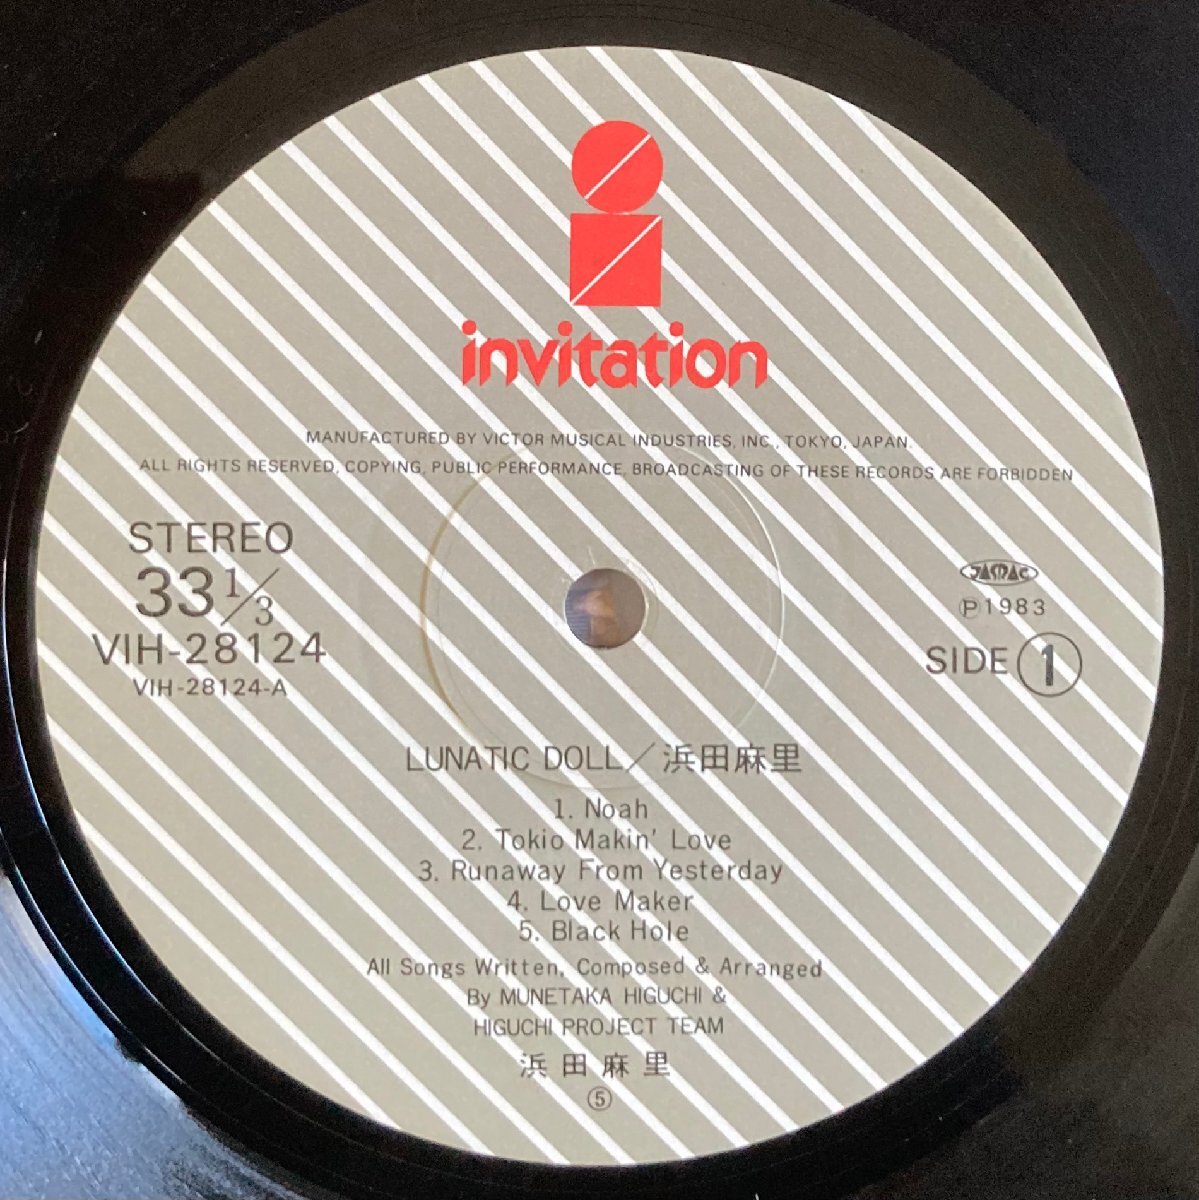 invitation
MANUFACTURED BY VICTOR MUSICAL INDUSTRIES, INC., TOKYO, JAPAN.
ALL RIGHTS RESERVED, COPYING, PUBLIC PERFORMANCE, BROADCASTING OF THESE RECORDS ARE FORBIDDEN
STEREO
33 1/3
VIH-28124
VIH-28124-A
JASRAC
Ⓟ1983
SIDE 1
LUNATIC DOLL／浜田麻里
1. Noah
2. Tokio Makin' Love
3. Runaway From Yesterday
4. Love Maker
5. Black Hole
All Songs Written, Composed & Arranged
By MUNETAKA HIGUCHI &
HIGUCHI PROJECT TEAM
浜田麻里
⑤